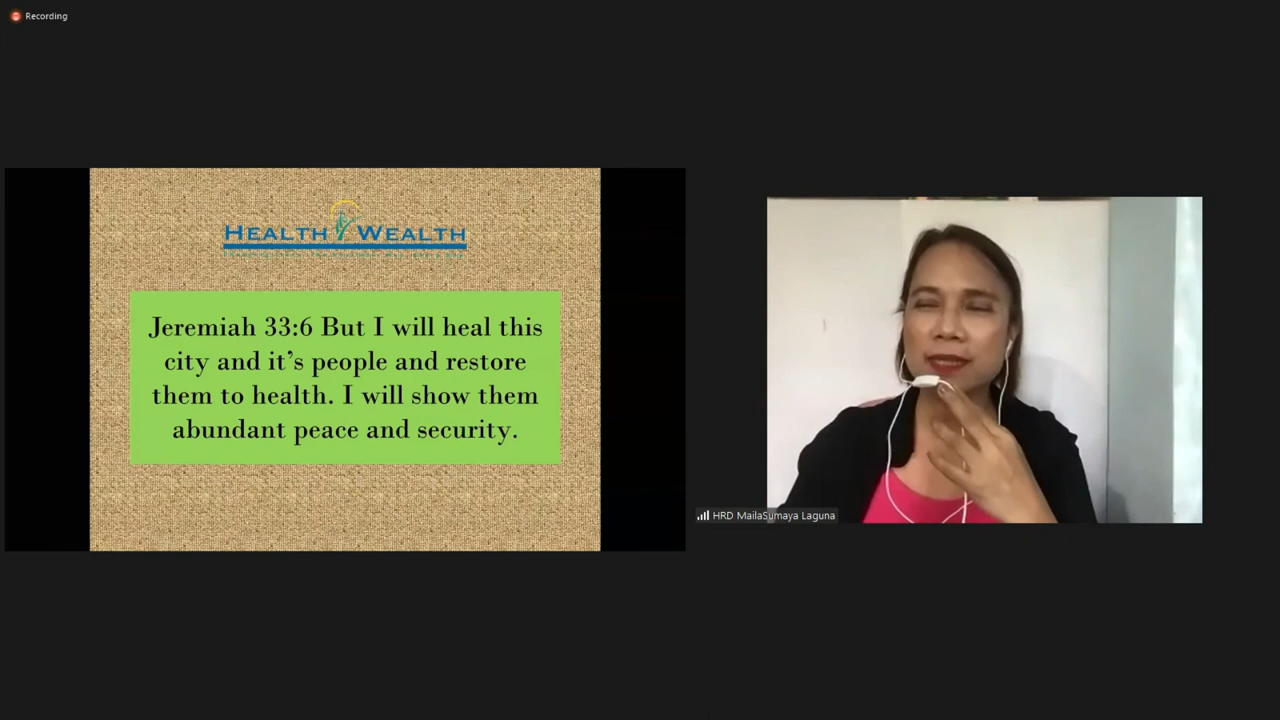 Recording
HEALTH WEALTH
Jeremiah 33:6 But I will heal this
city and it’s people and restore
them to health. I will show them
abundant peace and security.
HRD MailaSumaya Laguna